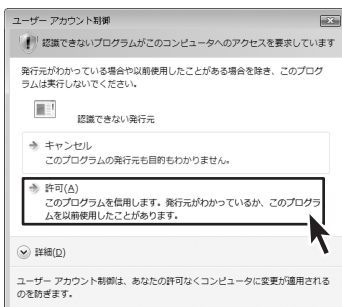 ユーザー アカウント制御
認識できないプログラムがこのコンピュータへのアクセスを要求しています
発行元がわかっている場合や以前使用したことがある場合を除き、このプログ
ラムは実行しないでください。
認識できない発行元
キャンセル
このプログラムの発行元も目的もわかりません。
許可(A)
このプログラムを信用します。発行元がわかっているか、このプログラ
ムを以前使用したことがあります。
詳細(D)
ユーザー アカウント制御は、あなたの許可なくコンピュータに変更が適用される
のを防ぎます。